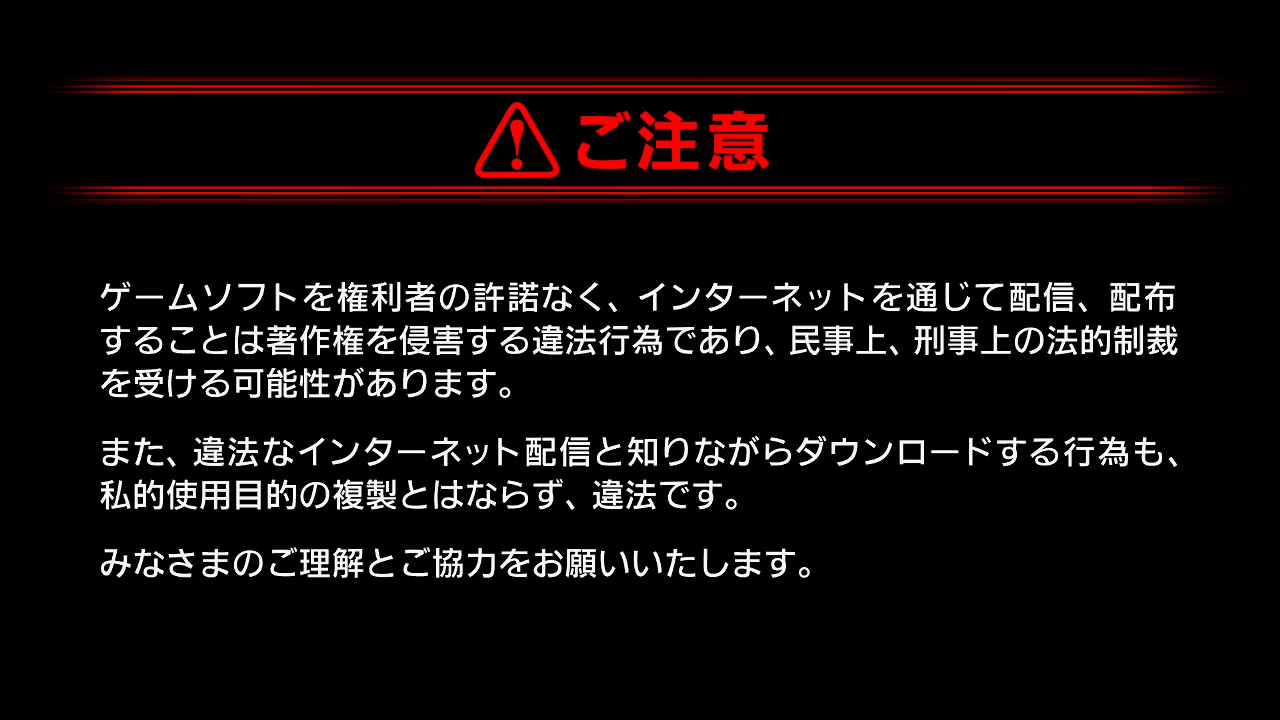 ご注意
ゲームソフトを権利者の許諾なく、インターネットを通じて配信、配布
することは著作権を侵害する違法行為であり、民事上、刑事上の法的制裁
を受ける可能性があります。
また、違法なインターネット配信と知りながらダウンロードする行為も、
私的使用目的の複製とはならず、違法です。
みなさまのご理解とご協力をお願いいたします。